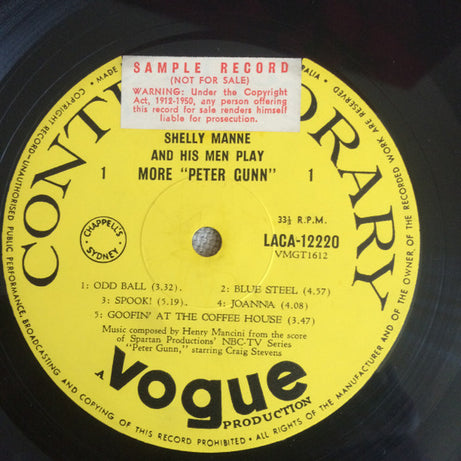 SAMPLE RECORD
(NOT FOR SALE)
WARNING: Under the Copyright
Act, 1912-1950, any person offering
this record for sale renders himself
liable for prosecution.
SHELLY MANNE
AND HIS MEN PLAY
1 MORE "PETER GUNN" 1
33⅓ R.P.M.
CHAPPELL'S
SYDNEY
LACA-12220
VMGT1612
1: ODD BALL (3.32). 2: BLUE STEEL (4.57)
3: SPOOK! (5.19). 4: JOANNA (4.08)
5: GOOFIN' AT THE COFFEE HOUSE (3.47)
Music composed by Henry Mancini from the score
of Spartan Productions' NBC-TV Series
"Peter Gunn," starring Craig Stevens
A
Vogue
PRODUCTION
CONT ORARY
ALL RIGHTS OF THE MANUFACTURER AND OF THE OWNER OF THE RECORDED WORK RESERVED
COPYRIGHT RECORD—UNAUTHORISED PUBLIC PERFORMANCE, BROADCASTING AND COPYING OF THIS RECORD PROHIBITED
MADE